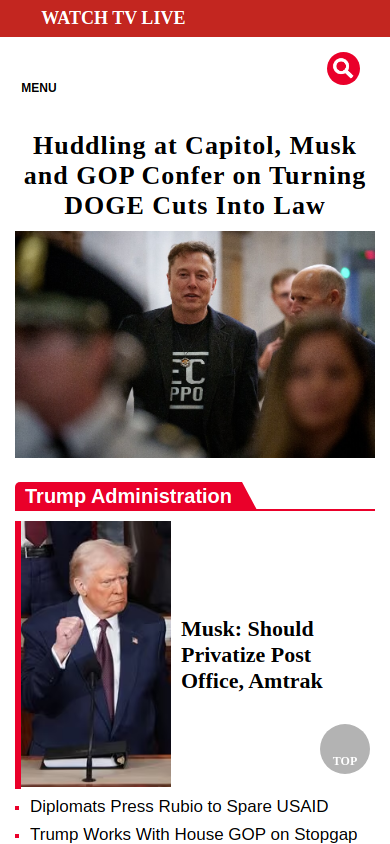 WATCH TV LIVE
MENU
Huddling at Capitol, Musk
and GOP Confer on Turning
DOGE Cuts Into Law
Trump Administration
Musk: Should
Privatize Post
Office, Amtrak
TOP
Diplomats Press Rubio to Spare USAID
Trump Works With House GOP on Stopgap